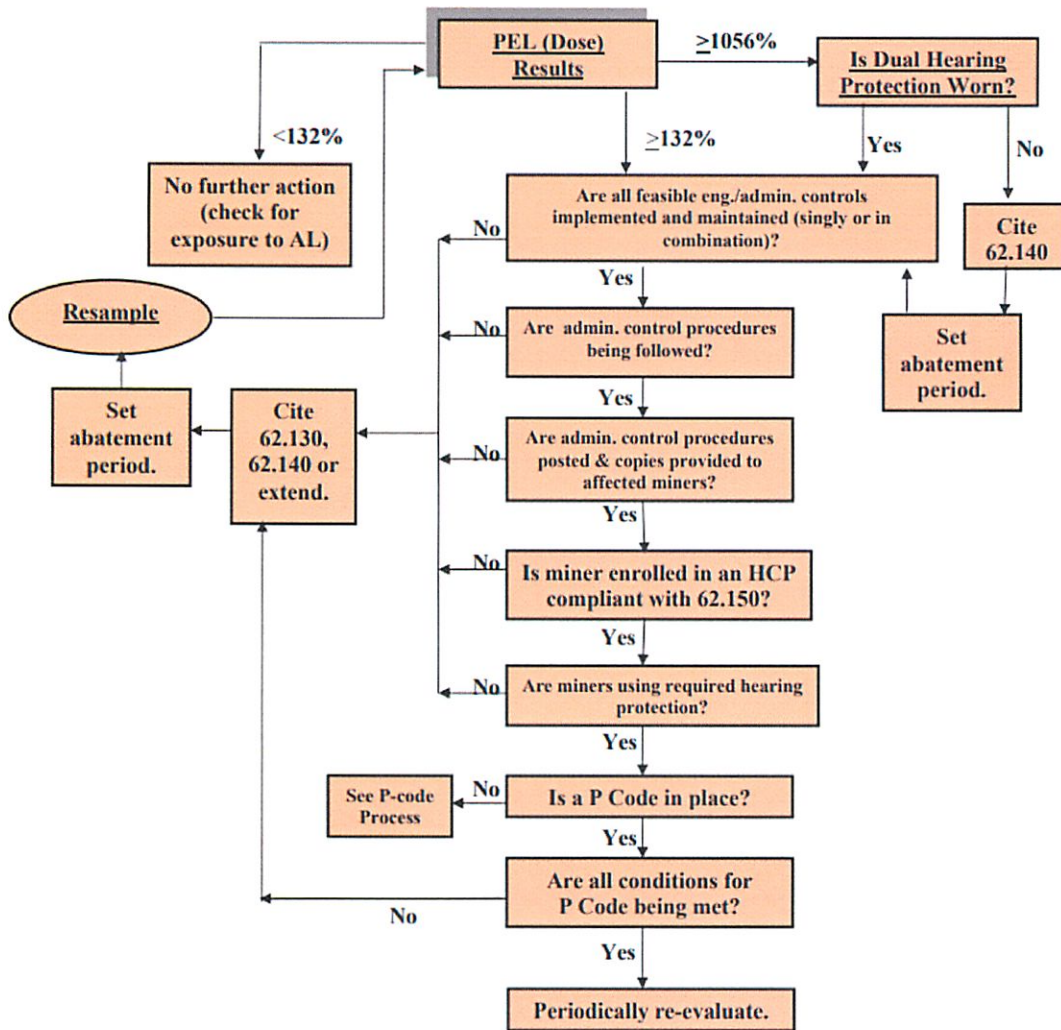 PEL (Dose)
Results
≥1056%
Is Dual Hearing
Protection Worn?
<132%
≥132%
Yes
No
No further action
(check for
exposure to AL)
Are all feasible eng./admin. controls
implemented and maintained (singly or in
combination)?
No
Cite
62.140
Yes
Resample
No
Are admin. control procedures
being followed?
Set
abatement
period.
Yes
Set
abatement
period.
Cite
62.130,
62.140 or
extend.
No
Are admin. control procedures
posted & copies provided to
affected miners?
Yes
No
Is miner enrolled in an HCP
compliant with 62.150?
Yes
No
Are miners using required hearing
protection?
Yes
See P-code
Process
No
Is a P Code in place?
Yes
Are all conditions for
P Code being met?
No
Yes
Periodically re-evaluate.